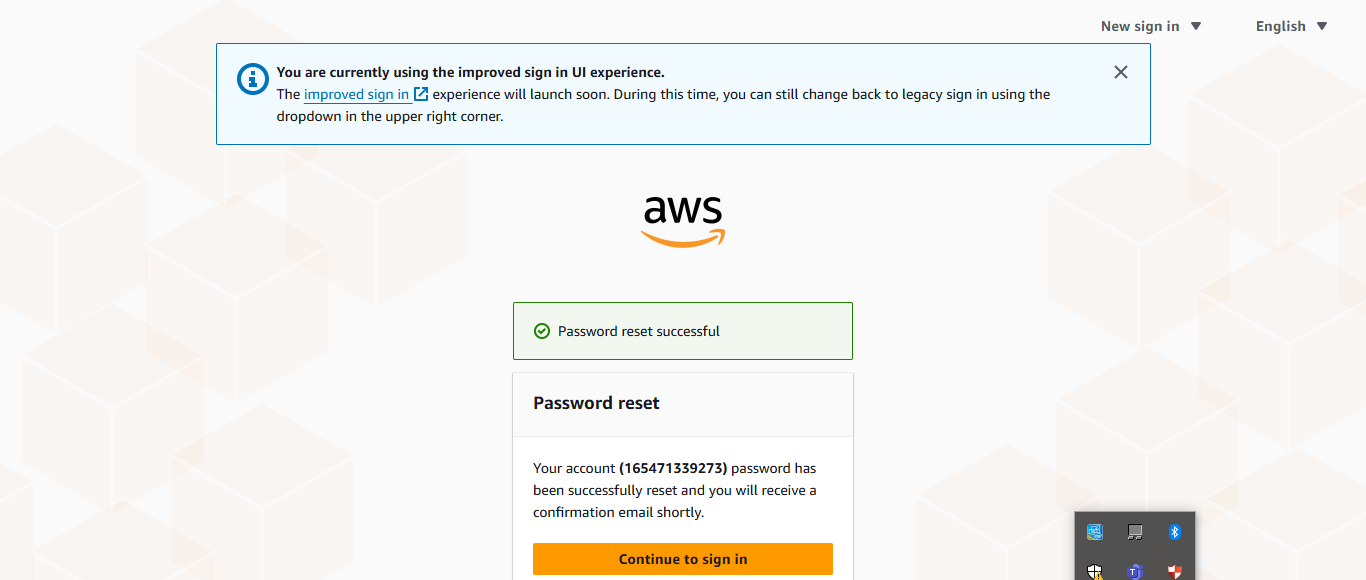 New sign in
English
You are currently using the improved sign in UI experience.
The improved sign in experience will launch soon. During this time, you can still change back to legacy sign in using the
dropdown in the upper right corner.
aws
Password reset successful
Password reset
Your account (165471339273) password has
been successfully reset and you will receive a
confirmation email shortly.
Continue to sign in